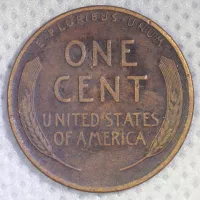 E·PLURIBUS·UNUM
ONE
CENT
UNITED STATES
OF AMERICA